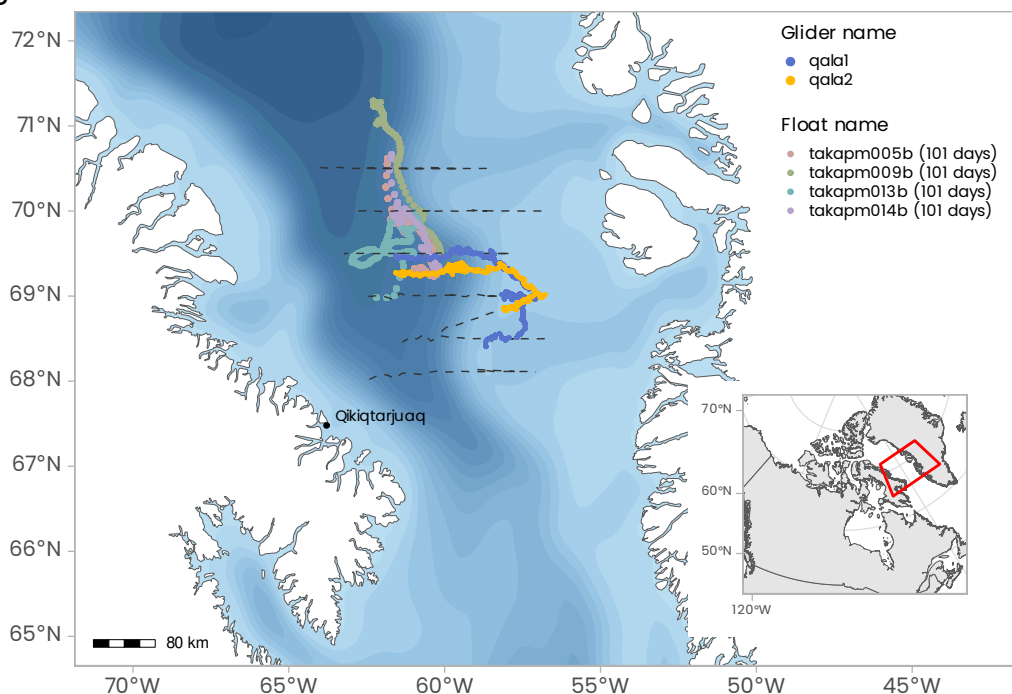 72°N
71°N
70°N
69°N
68°N
67°N
66°N
65°N
70°W
65°W
60°W
55°W
50°W
45°W
Glider name
qala1
qala2
Float name
takapm005b (101 days)
takapm009b (101 days)
takapm013b (101 days)
takapm014b (101 days)
Qikiqtarjuaq
80 km
70°N
60°N
50°N
120°W